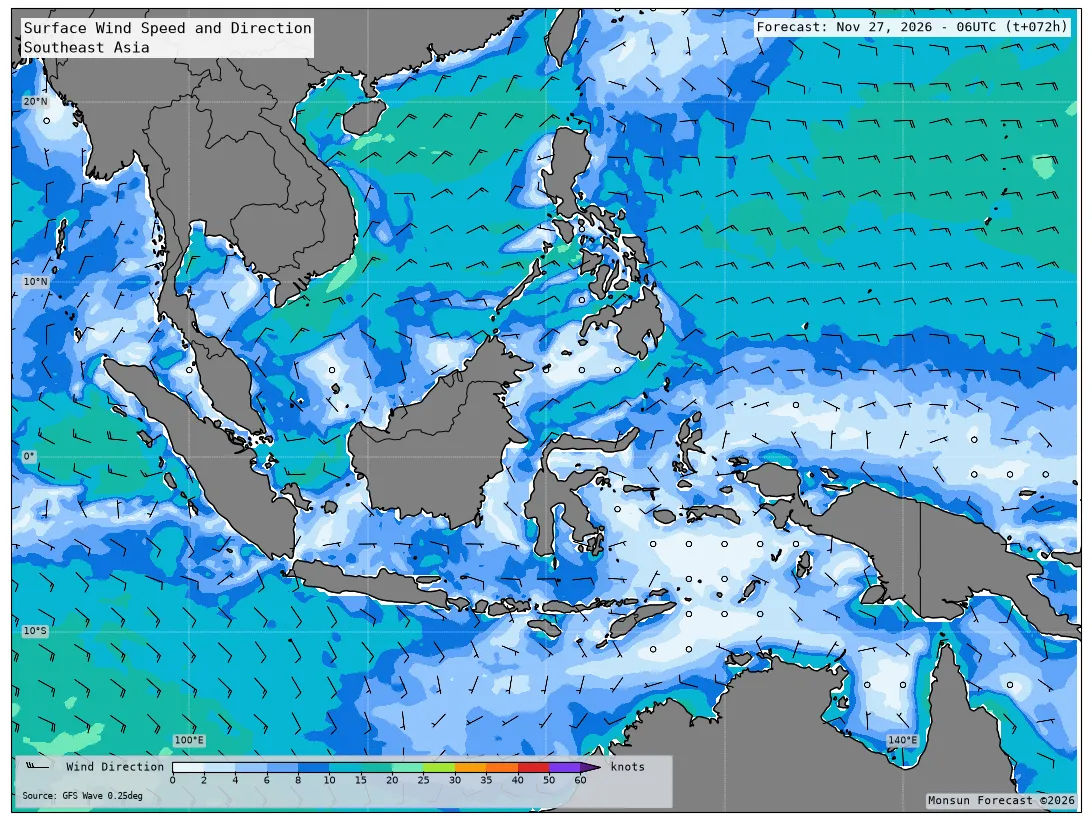 Surface Wind Speed and Direction
Southeast Asia
Forecast: Nov 27, 2026 - 06UTC (t+072h)
20°N
10°N
0°
10°S
100°E
140°E
Wind Direction
knots
0 2 4 6 8 10 15 20 25 30 35 40 50 60
Source: GFS Wave 0.25deg
Monsun Forecast ©2026